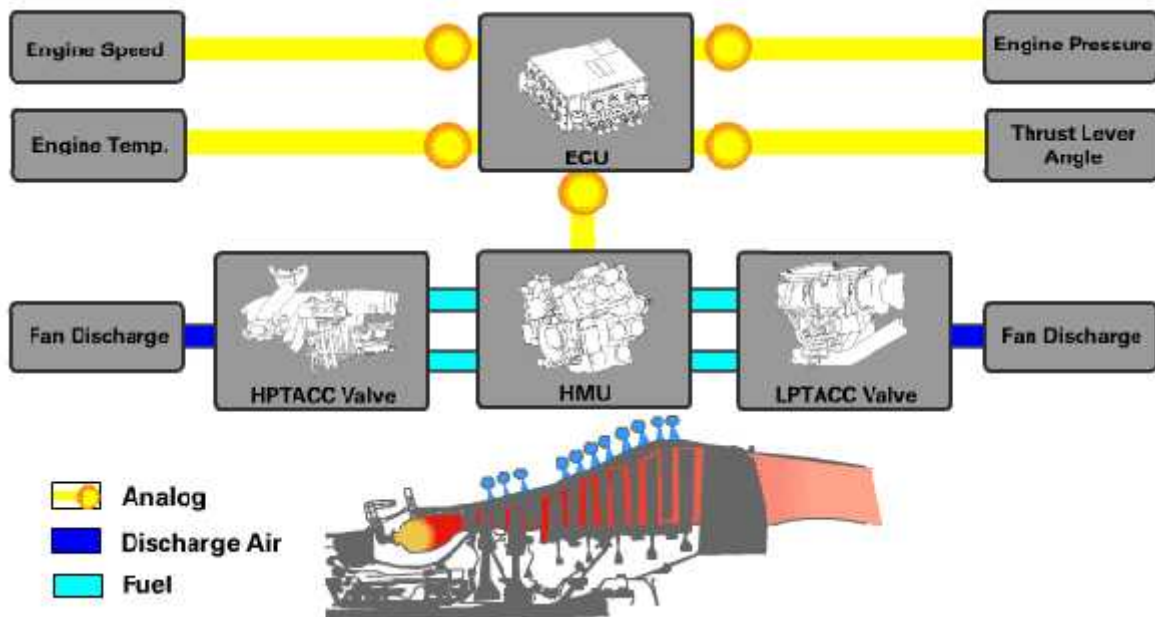 Engine Speed
ECU
Engine Pressure
Engine Temp.
Thrust Lever
Angle
Fan Discharge
HPTACC Valve
HMU
LPTACC Valve
Fan Discharge
Analog
Discharge Air
Fuel